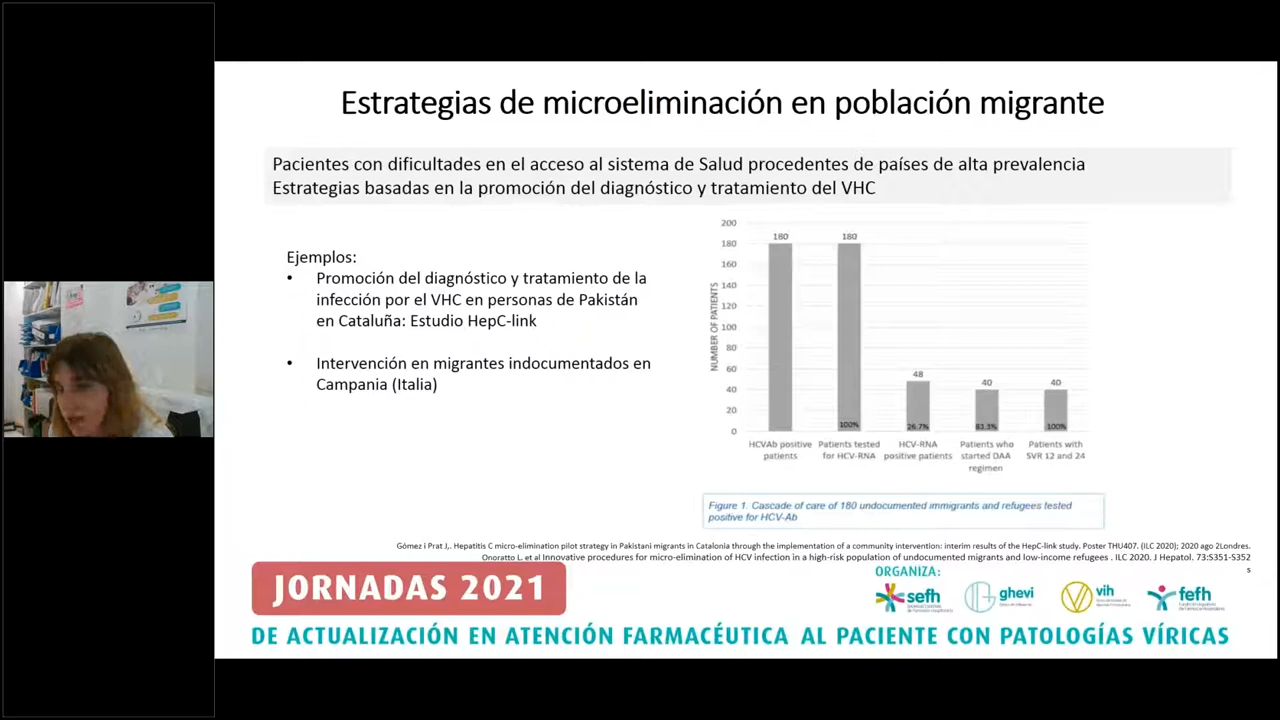 Estrategias de microeliminación en población migrante
Pacientes con dificultades en el acceso al sistema de Salud procedentes de países de alta prevalencia
Estrategias basadas en la promoción del diagnóstico y tratamiento del VHC
Ejemplos:
• Promoción del diagnóstico y tratamiento de la
infección por el VHC en personas de Pakistán
en Cataluña: Estudio HepC-link
• Intervención en migrantes indocumentados en
Campania (Italia)
NUMBER OF PATIENTS
200
180
160
140
120
100
80
60
40
20
0
180
180
48
40
40
100%
26.7%
83.3%
100%
HCVAb positive
patients
Patients tested
for HCV-RNA
HCV-RNA
positive patients
Patients who
started DAA
regimen
Patients with
SVR 12 and 24
Figure 1. Cascade of care of 180 undocumented immigrants and refugees tested
positive for HCV-Ab
Gómez i Prat J,. Hepatitis C micro-elimination pilot strategy in Pakistani migrants in Catalonia through the implementation of a community intervention: interim results of the HepC-link study. Poster THU407. (ILC 2020); 2020 ago 2Londres.
Onoratto L. et al Innovative procedures for micro-elimination of HCV infection in a high-risk population of undocumented migrants and low-income refugees . ILC 2020. J Hepatol. 73:S351-S352
5
ORGANIZA:
JORNADAS 2021
sefh
ghevi
vih
fefh
DE ACTUALIZACIÓN EN ATENCIÓN FARMACÉUTICA AL PACIENTE CON PATOLOGÍAS VÍRICAS